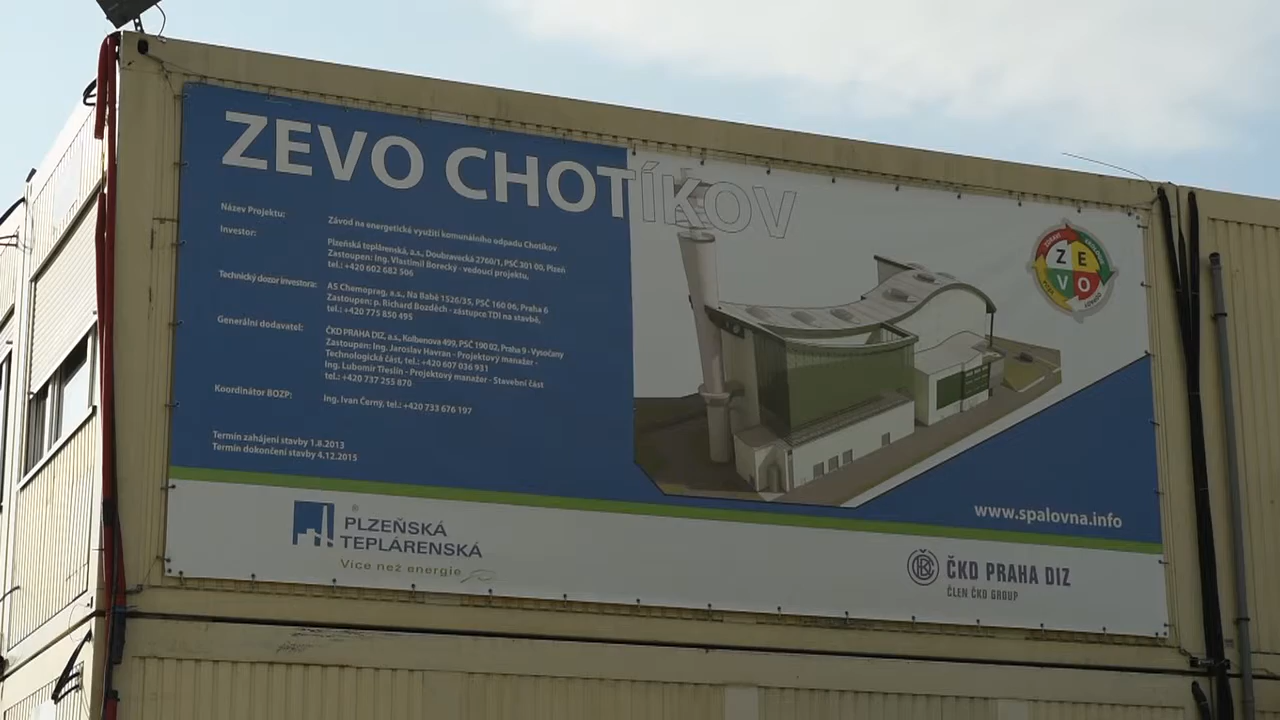 ZEVO CHOTÍKOV
Název Projektu: Závod na energetické využití komunálního odpadu Chotíkov
Investor: Plzeňská teplárenská, a.s., Doubravecká 2760/1, PSČ 301 00, Plzeň
Zastoupen: Ing. Vlastimil Borecký - vedoucí projektu,
tel.: +420 602 682 506
Technický dozor investora: AS Chemoprag, a.s., Na Babě 1526/35, PSČ 160 06, Praha 6
Zastoupen: p. Richard Bozděch - zástupce TDI na stavbě,
tel.: +420 775 850 495
Generální dodavatel: ČKD PRAHA DIZ, a.s., Kolbenova 499, PSČ 190 02, Praha 9 - Vysočany
Zastoupen: Ing. Jaroslav Havran - Projektový manažer -
Technologická část, tel.: +420 607 036 931
Ing. Lubomír Třeslín - Projektový manažer - Stavební část
tel.: +420 737 255 870
Koordinátor BOZP: Ing. Ivan Černý, tel.: +420 733 676 197
Termín zahájení stavby 1.8.2013
Termín dokončení stavby 4.12.2015
ZE
VO
www.spalovna.info
PLZEŇSKÁ
TEPLÁRENSKÁ
Více než energie
ČKD PRAHA DIZ
ČLEN ČKD GROUP